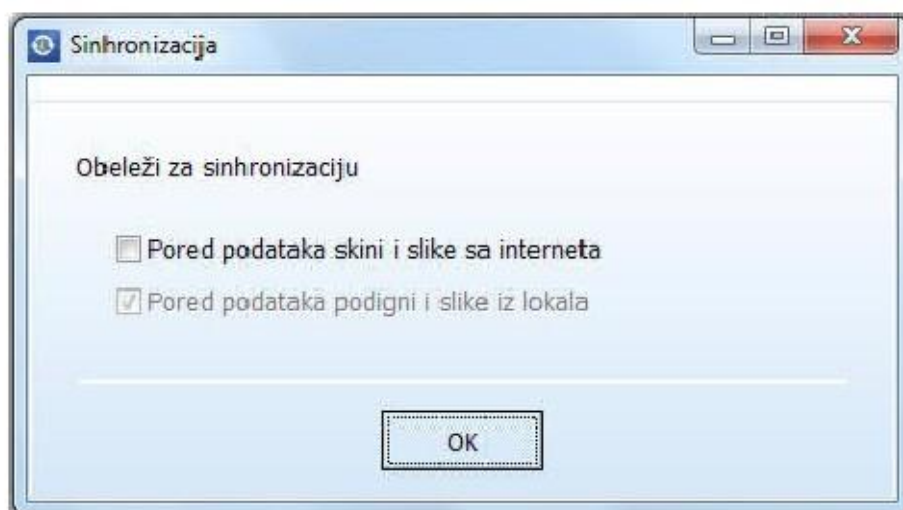 Sinhronizacija
Obeleži za sinhronizaciju
Pored podataka skini i slike sa interneta
Pored podataka podigni i slike iz lokala
OK